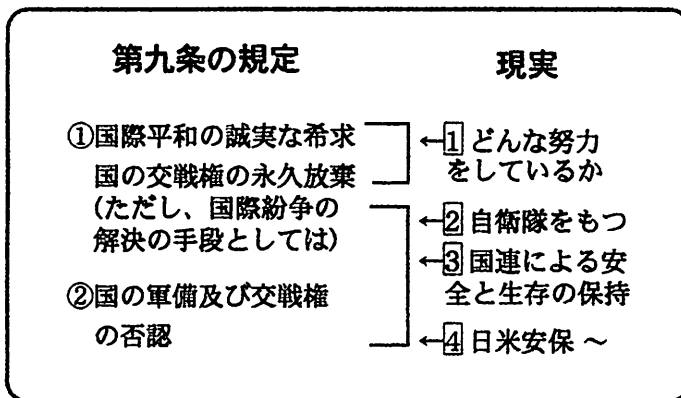 第九条の規定
現実
①国際平和の誠実な希求
国の交戦権の永久放棄
(ただし、国際紛争の
解決の手段としては)
②国の軍備及び交戦権
の否認
←1 どんな努力
をしているか
←2 自衛隊をもつ
←3 国連による安
全と生存の保持
←4 日米安保 ～